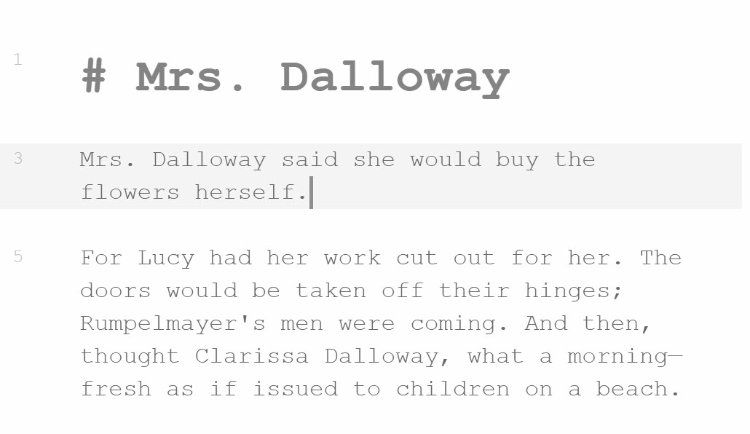 1 # Mrs. Dalloway
3 Mrs. Dalloway said she would buy the
flowers herself.
5 For Lucy had her work cut out for her. The
doors would be taken off their hinges;
Rumpelmayer's men were coming. And then,
thought Clarissa Dalloway, what a morning—
fresh as if issued to children on a beach.